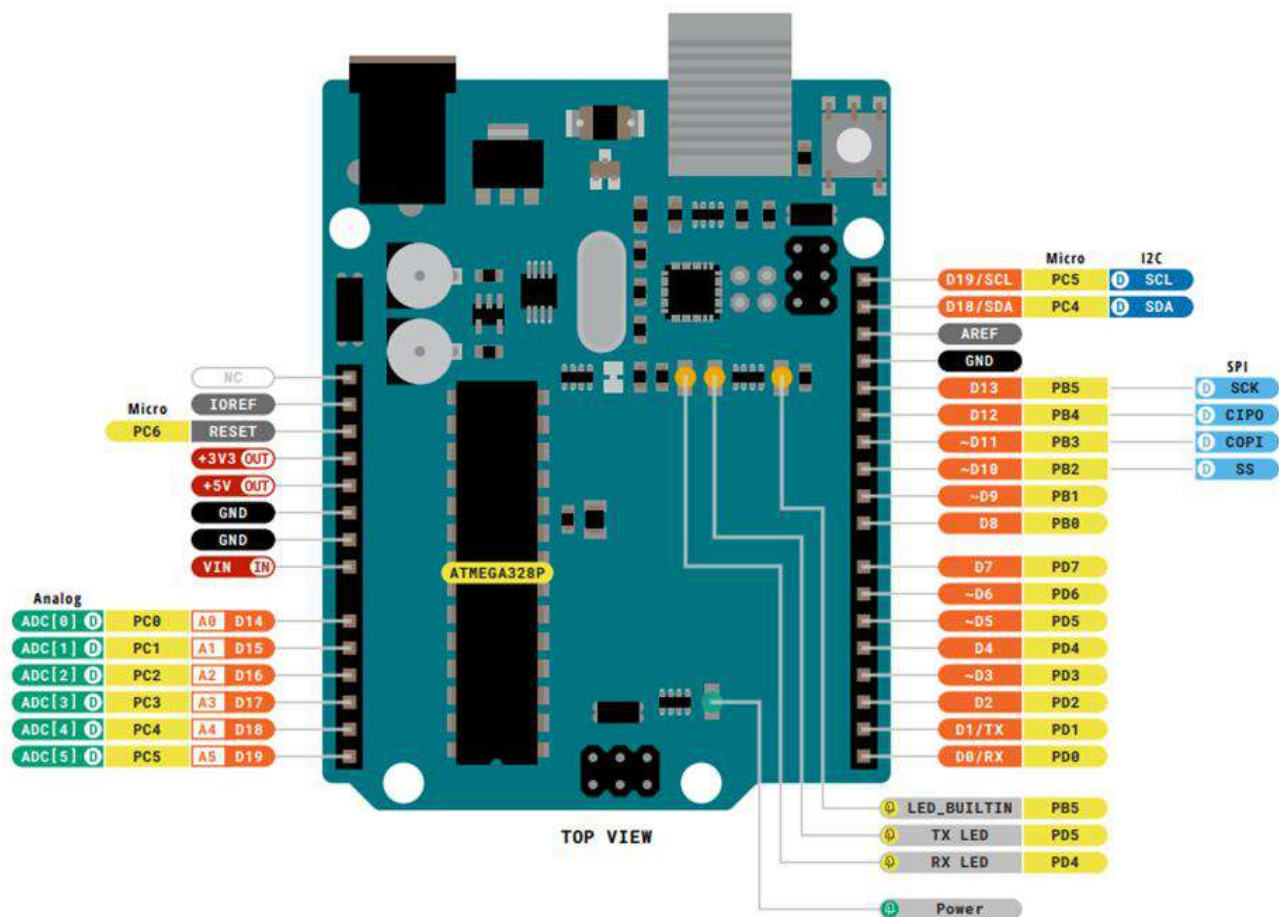 Micro I2C
D19/SCL PC5 D SCL
D18/SDA PC4 D SDA
AREF
GND
SPI
D13 PB5 D SCK
D12 PB4 D CIPO
~D11 PB3 D COPI
~D10 PB2 D SS
~D9 PB1
D8 PB0
D7 PD7
~D6 PD6
~D5 PD5
D4 PD4
~D3 PD3
D2 PD2
D1/TX PD1
D0/RX PD0
NC
IOREF
Micro
PC6 RESET
+3V3 OUT
+5V OUT
GND
GND
VIN IN
ATMEGA328P
Analog
ADC[0] D PC0 A0 D14
ADC[1] D PC1 A1 D15
ADC[2] D PC2 A2 D16
ADC[3] D PC3 A3 D17
ADC[4] D PC4 A4 D18
ADC[5] D PC5 A5 D19
TOP VIEW
LED_BUILTIN PB5
TX LED PD5
RX LED PD4
Power